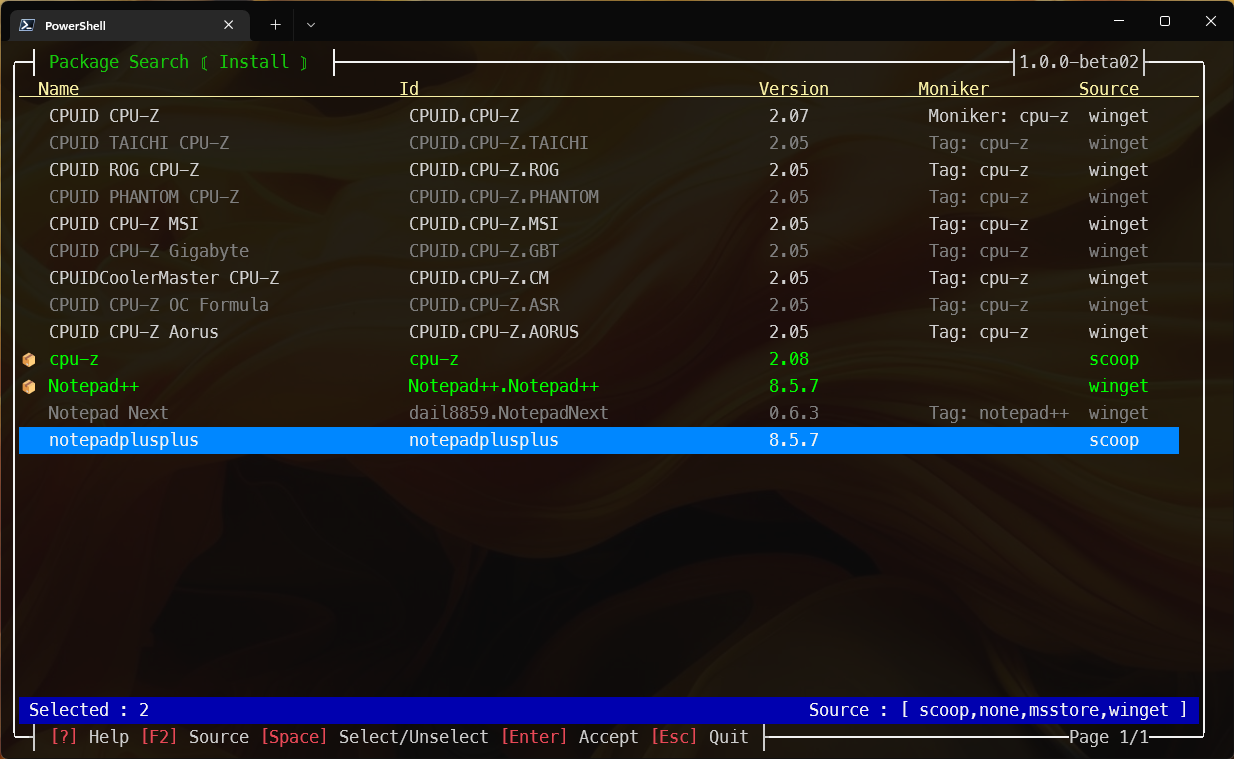 PowerShell
Package Search 〔 Install 〕 1.0.0-beta02
Name Id Version Moniker Source
CPUID CPU-Z CPUID.CPU-Z 2.07 Moniker: cpu-z winget
CPUID TAICHI CPU-Z CPUID.CPU-Z.TAICHI 2.05 Tag: cpu-z winget
CPUID ROG CPU-Z CPUID.CPU-Z.ROG 2.05 Tag: cpu-z winget
CPUID PHANTOM CPU-Z CPUID.CPU-Z.PHANTOM 2.05 Tag: cpu-z winget
CPUID CPU-Z MSI CPUID.CPU-Z.MSI 2.05 Tag: cpu-z winget
CPUID CPU-Z Gigabyte CPUID.CPU-Z.GBT 2.05 Tag: cpu-z winget
CPUIDCoolerMaster CPU-Z CPUID.CPU-Z.CM 2.05 Tag: cpu-z winget
CPUID CPU-Z OC Formula CPUID.CPU-Z.ASR 2.05 Tag: cpu-z winget
CPUID CPU-Z Aorus CPUID.CPU-Z.AORUS 2.05 Tag: cpu-z winget
cpu-z cpu-z 2.08 scoop
Notepad++ Notepad++.Notepad++ 8.5.7 winget
Notepad Next dail8859.NotepadNext 0.6.3 Tag: notepad++ winget
notepadplusplus notepadplusplus 8.5.7 scoop
Selected : 2 Source : [ scoop,none,msstore,winget ]
[?] Help [F2] Source [Space] Select/Unselect [Enter] Accept [Esc] Quit Page 1/1